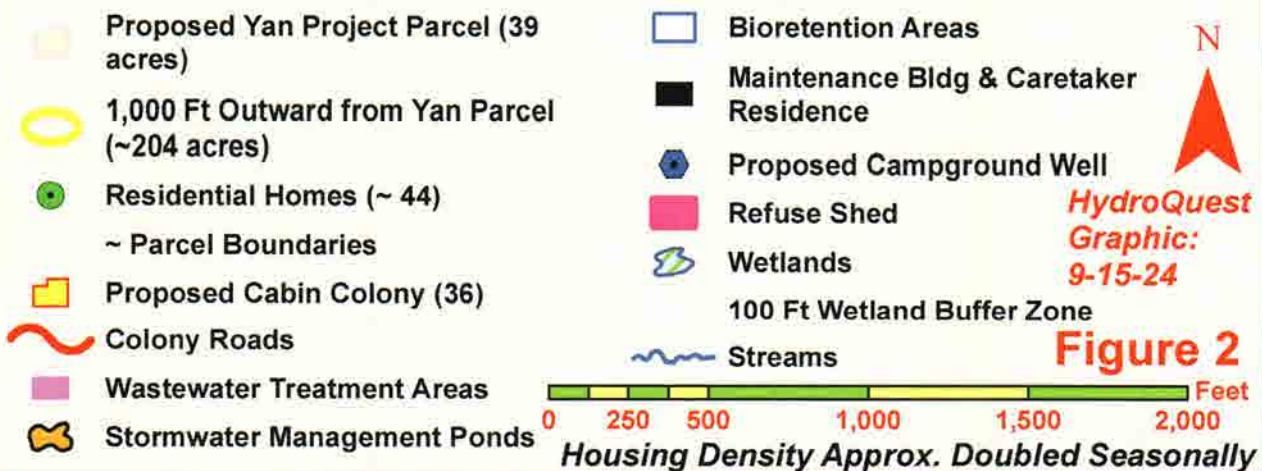 Proposed Yan Project Parcel (39
acres)
1,000 Ft Outward from Yan Parcel
(~204 acres)
Residential Homes (~ 44)
~ Parcel Boundaries
Proposed Cabin Colony (36)
Colony Roads
Wastewater Treatment Areas
Stormwater Management Ponds
Bioretention Areas
Maintenance Bldg & Caretaker
Residence
Proposed Campground Well
Refuse Shed
Wetlands
100 Ft Wetland Buffer Zone
Streams
N
HydroQuest
Graphic:
9-15-24
Figure 2
Feet
0 250 500 1,000 1,500 2,000
Housing Density Approx. Doubled Seasonally